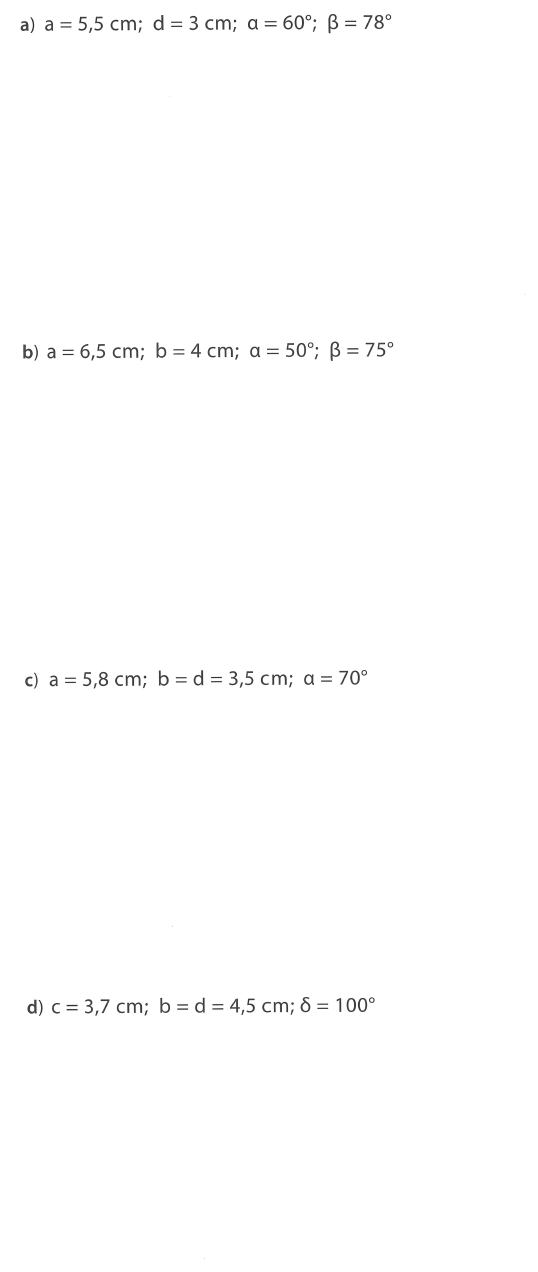 a) a = 5,5 cm; d = 3 cm; α = 60°; β = 78°
b) a = 6,5 cm; b = 4 cm; α = 50°; β = 75°
c) a = 5,8 cm; b = d = 3,5 cm; α = 70°
d) c = 3,7 cm; b = d = 4,5 cm; δ = 100°